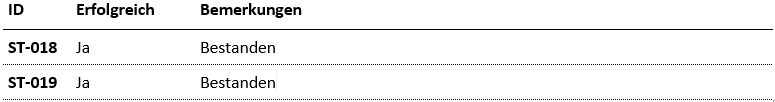 ID Erfolgreich Bemerkungen
ST-018 Ja Bestanden
ST-019 Ja Bestanden